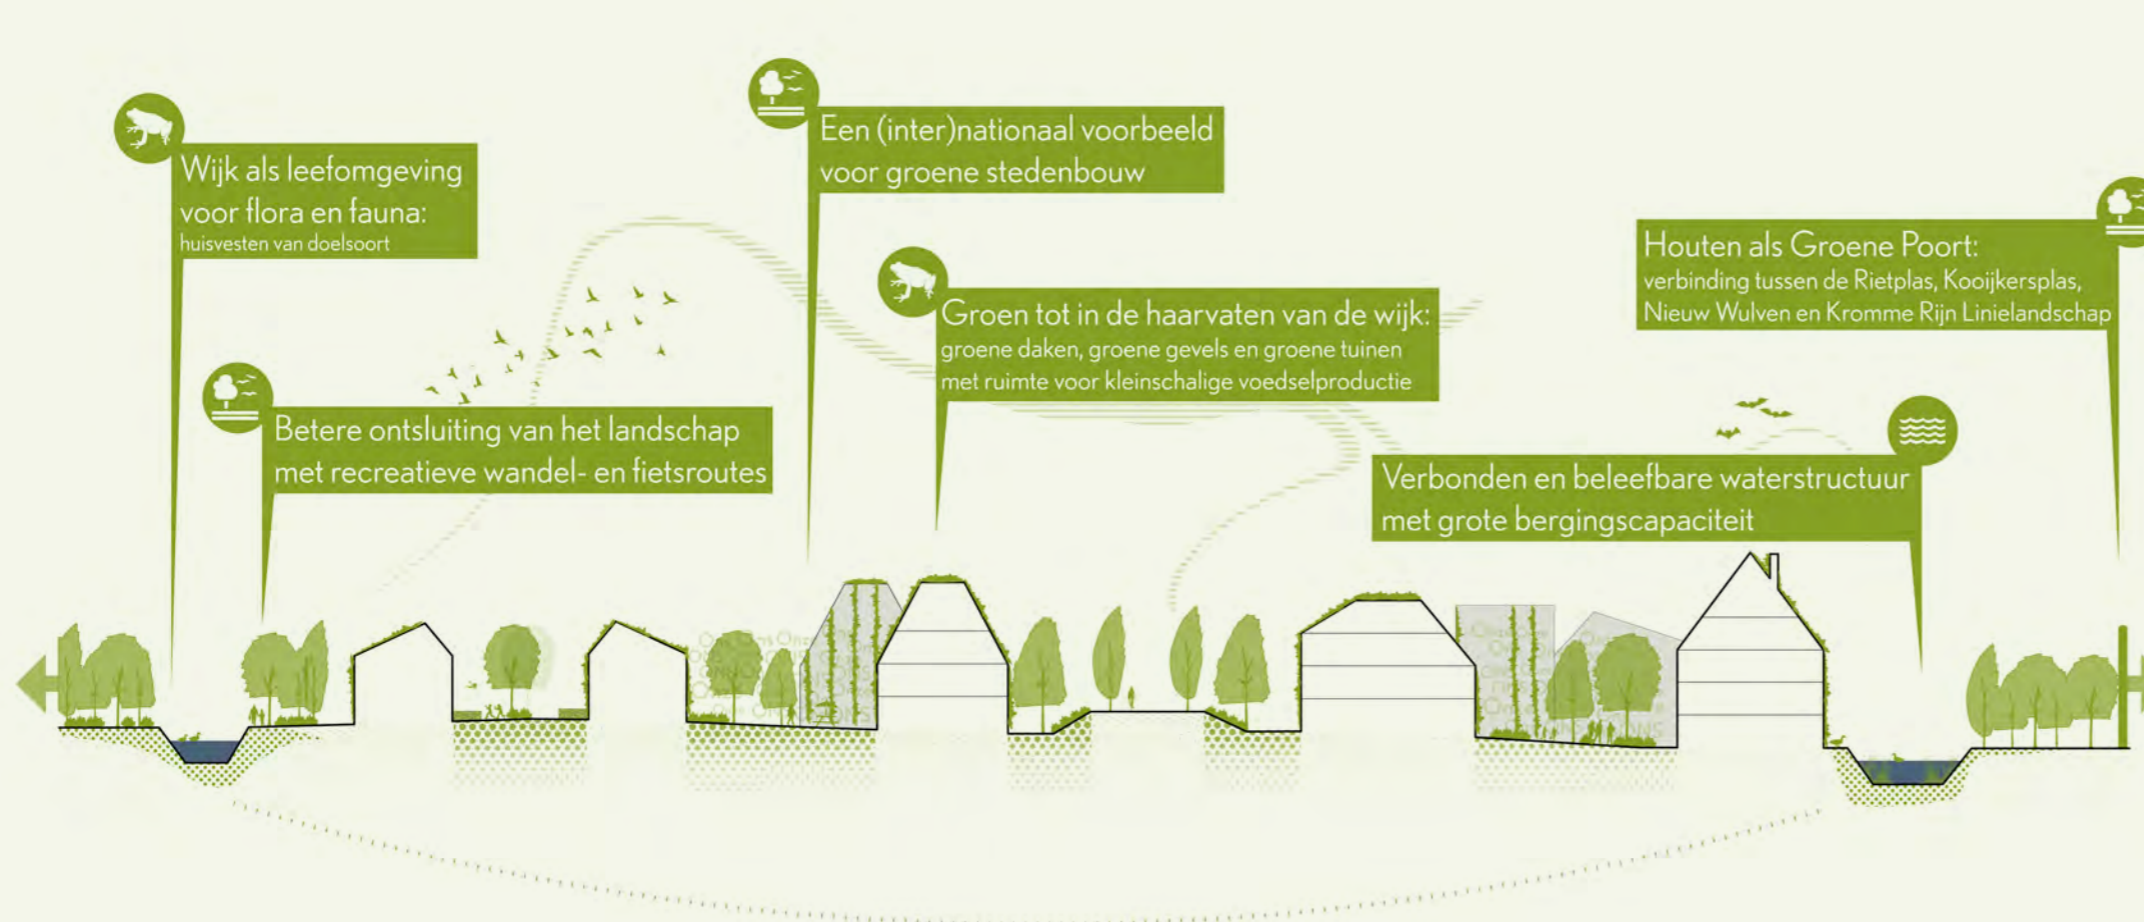 Wijk als leefomgeving
voor flora en fauna:
huisvesten van doelsoort
Betere ontsluiting van het landschap
met recreatieve wandel- en fietsroutes
Een (inter)nationaal voorbeeld
voor groene stedenbouw
Groen tot in de haarvaten van de wijk:
groene daken, groene gevels en groene tuinen
met ruimte voor kleinschalige voedselproductie
Verbonden en beleefbare waterstructuur
met grote bergingscapaciteit
Houten als Groene Poort:
verbinding tussen de Rietplas, Kooijkersplas,
Nieuw Wulven en Kromme Rijn Linielandschap